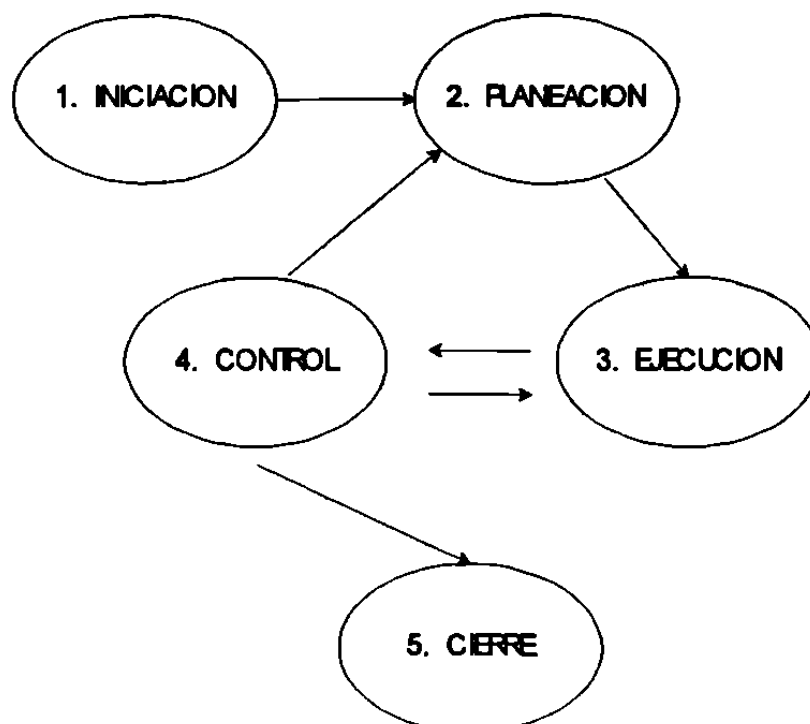 1. INICIACION
2. PLANEACION
4. CONTROL
3. EJECUCION
5. CIERRE